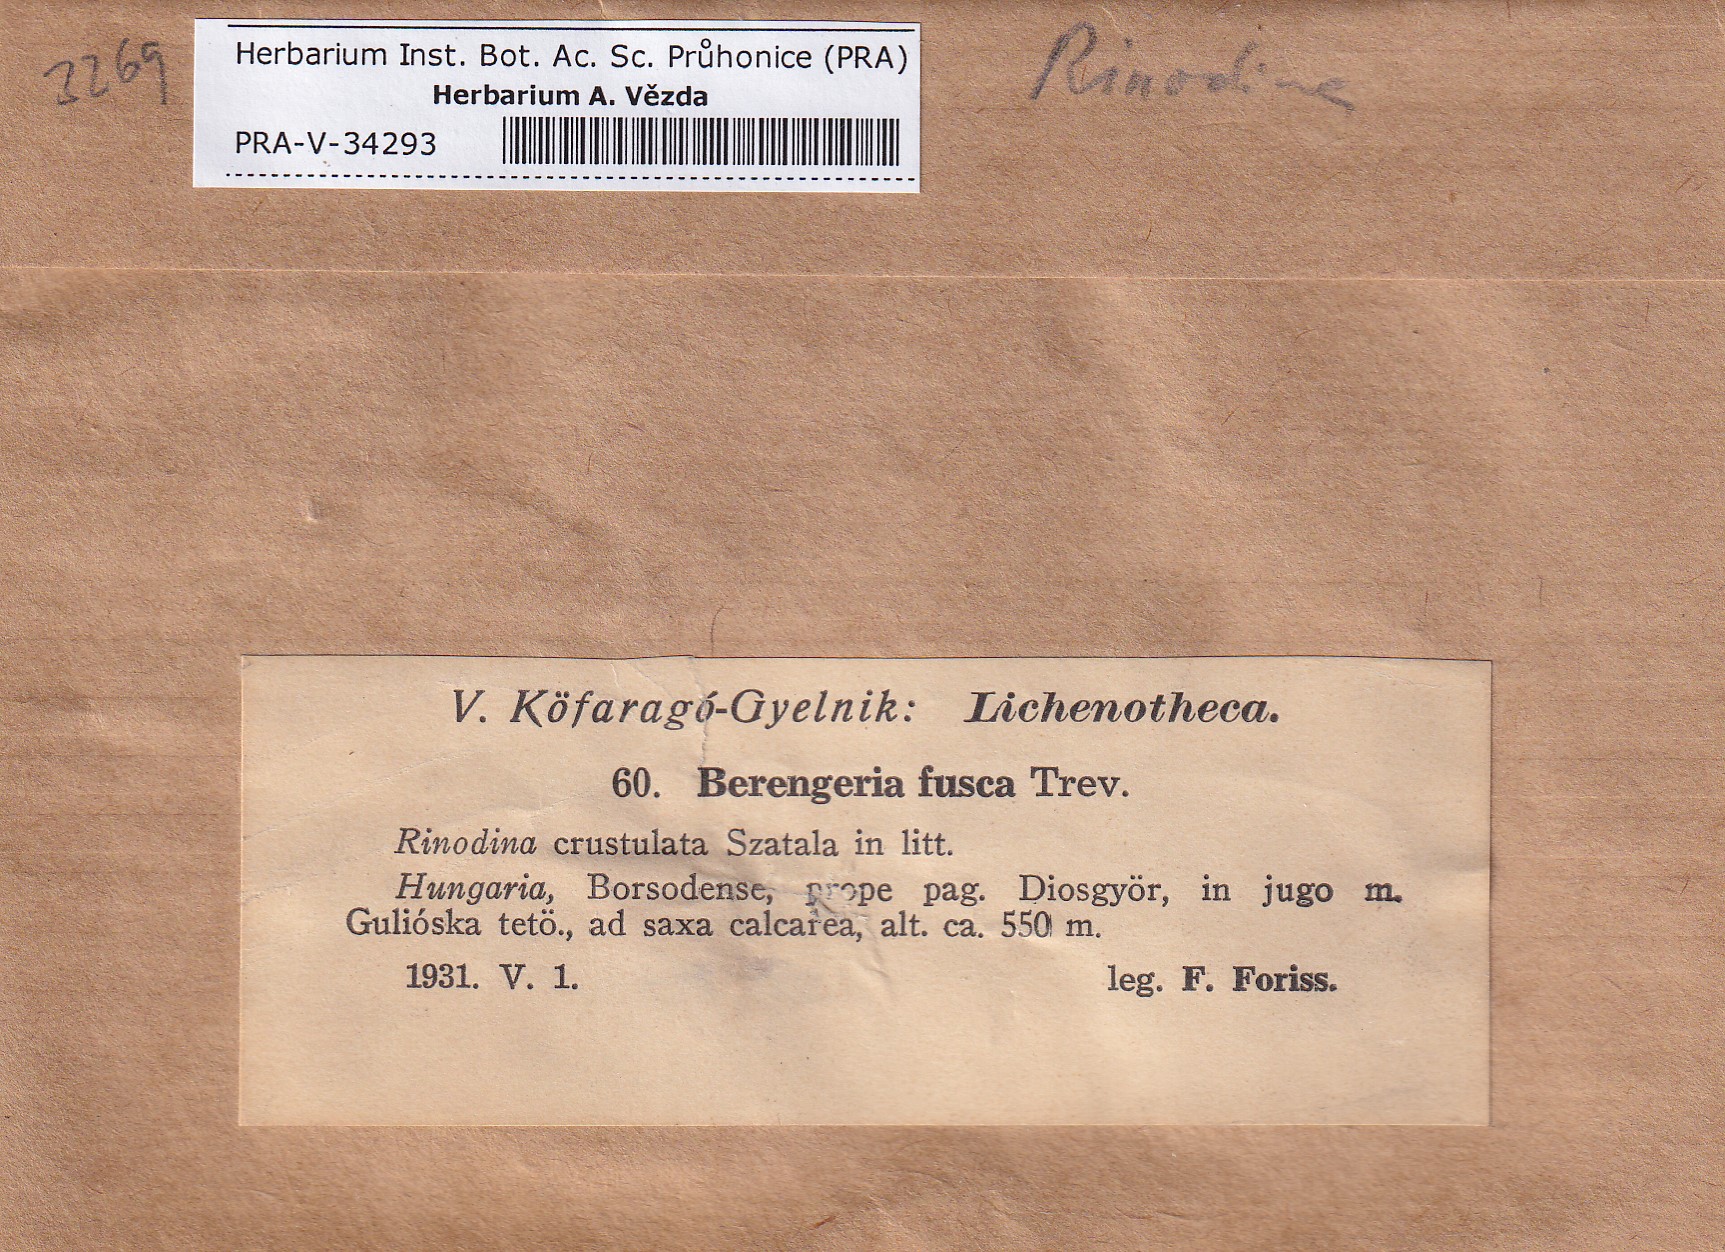 3269
Herbarium Inst. Bot. Ac. Sc. Průhonice (PRA)
Herbarium A. Vězda
PRA-V-34293
Rinodina
V. Köfaragó-Gyelnik: Lichenotheca.
60. Berengeria fusca Trev.
Rinodina crustulata Szatala in litt.
Hungaria, Borsodense, prope pag. Diosgyör, in jugo m.
Gulióska tetö., ad saxa calcarea, alt. ca. 550 m.
1931. V. 1. leg. F. Foriss.